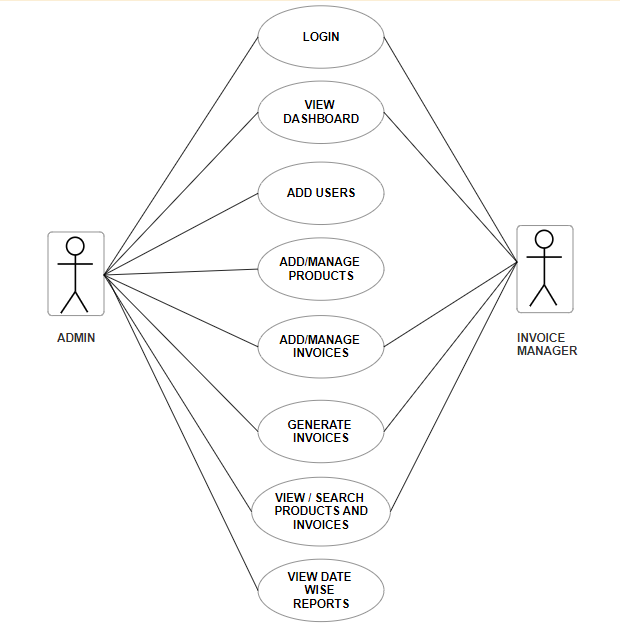 LOGIN
VIEW
DASHBOARD
ADD USERS
ADD/MANAGE
PRODUCTS
ADMIN
INVOICE
MANAGER
ADD/MANAGE
INVOICES
GENERATE
INVOICES
VIEW / SEARCH
PRODUCTS AND
INVOICES
VIEW DATE
WISE
REPORTS